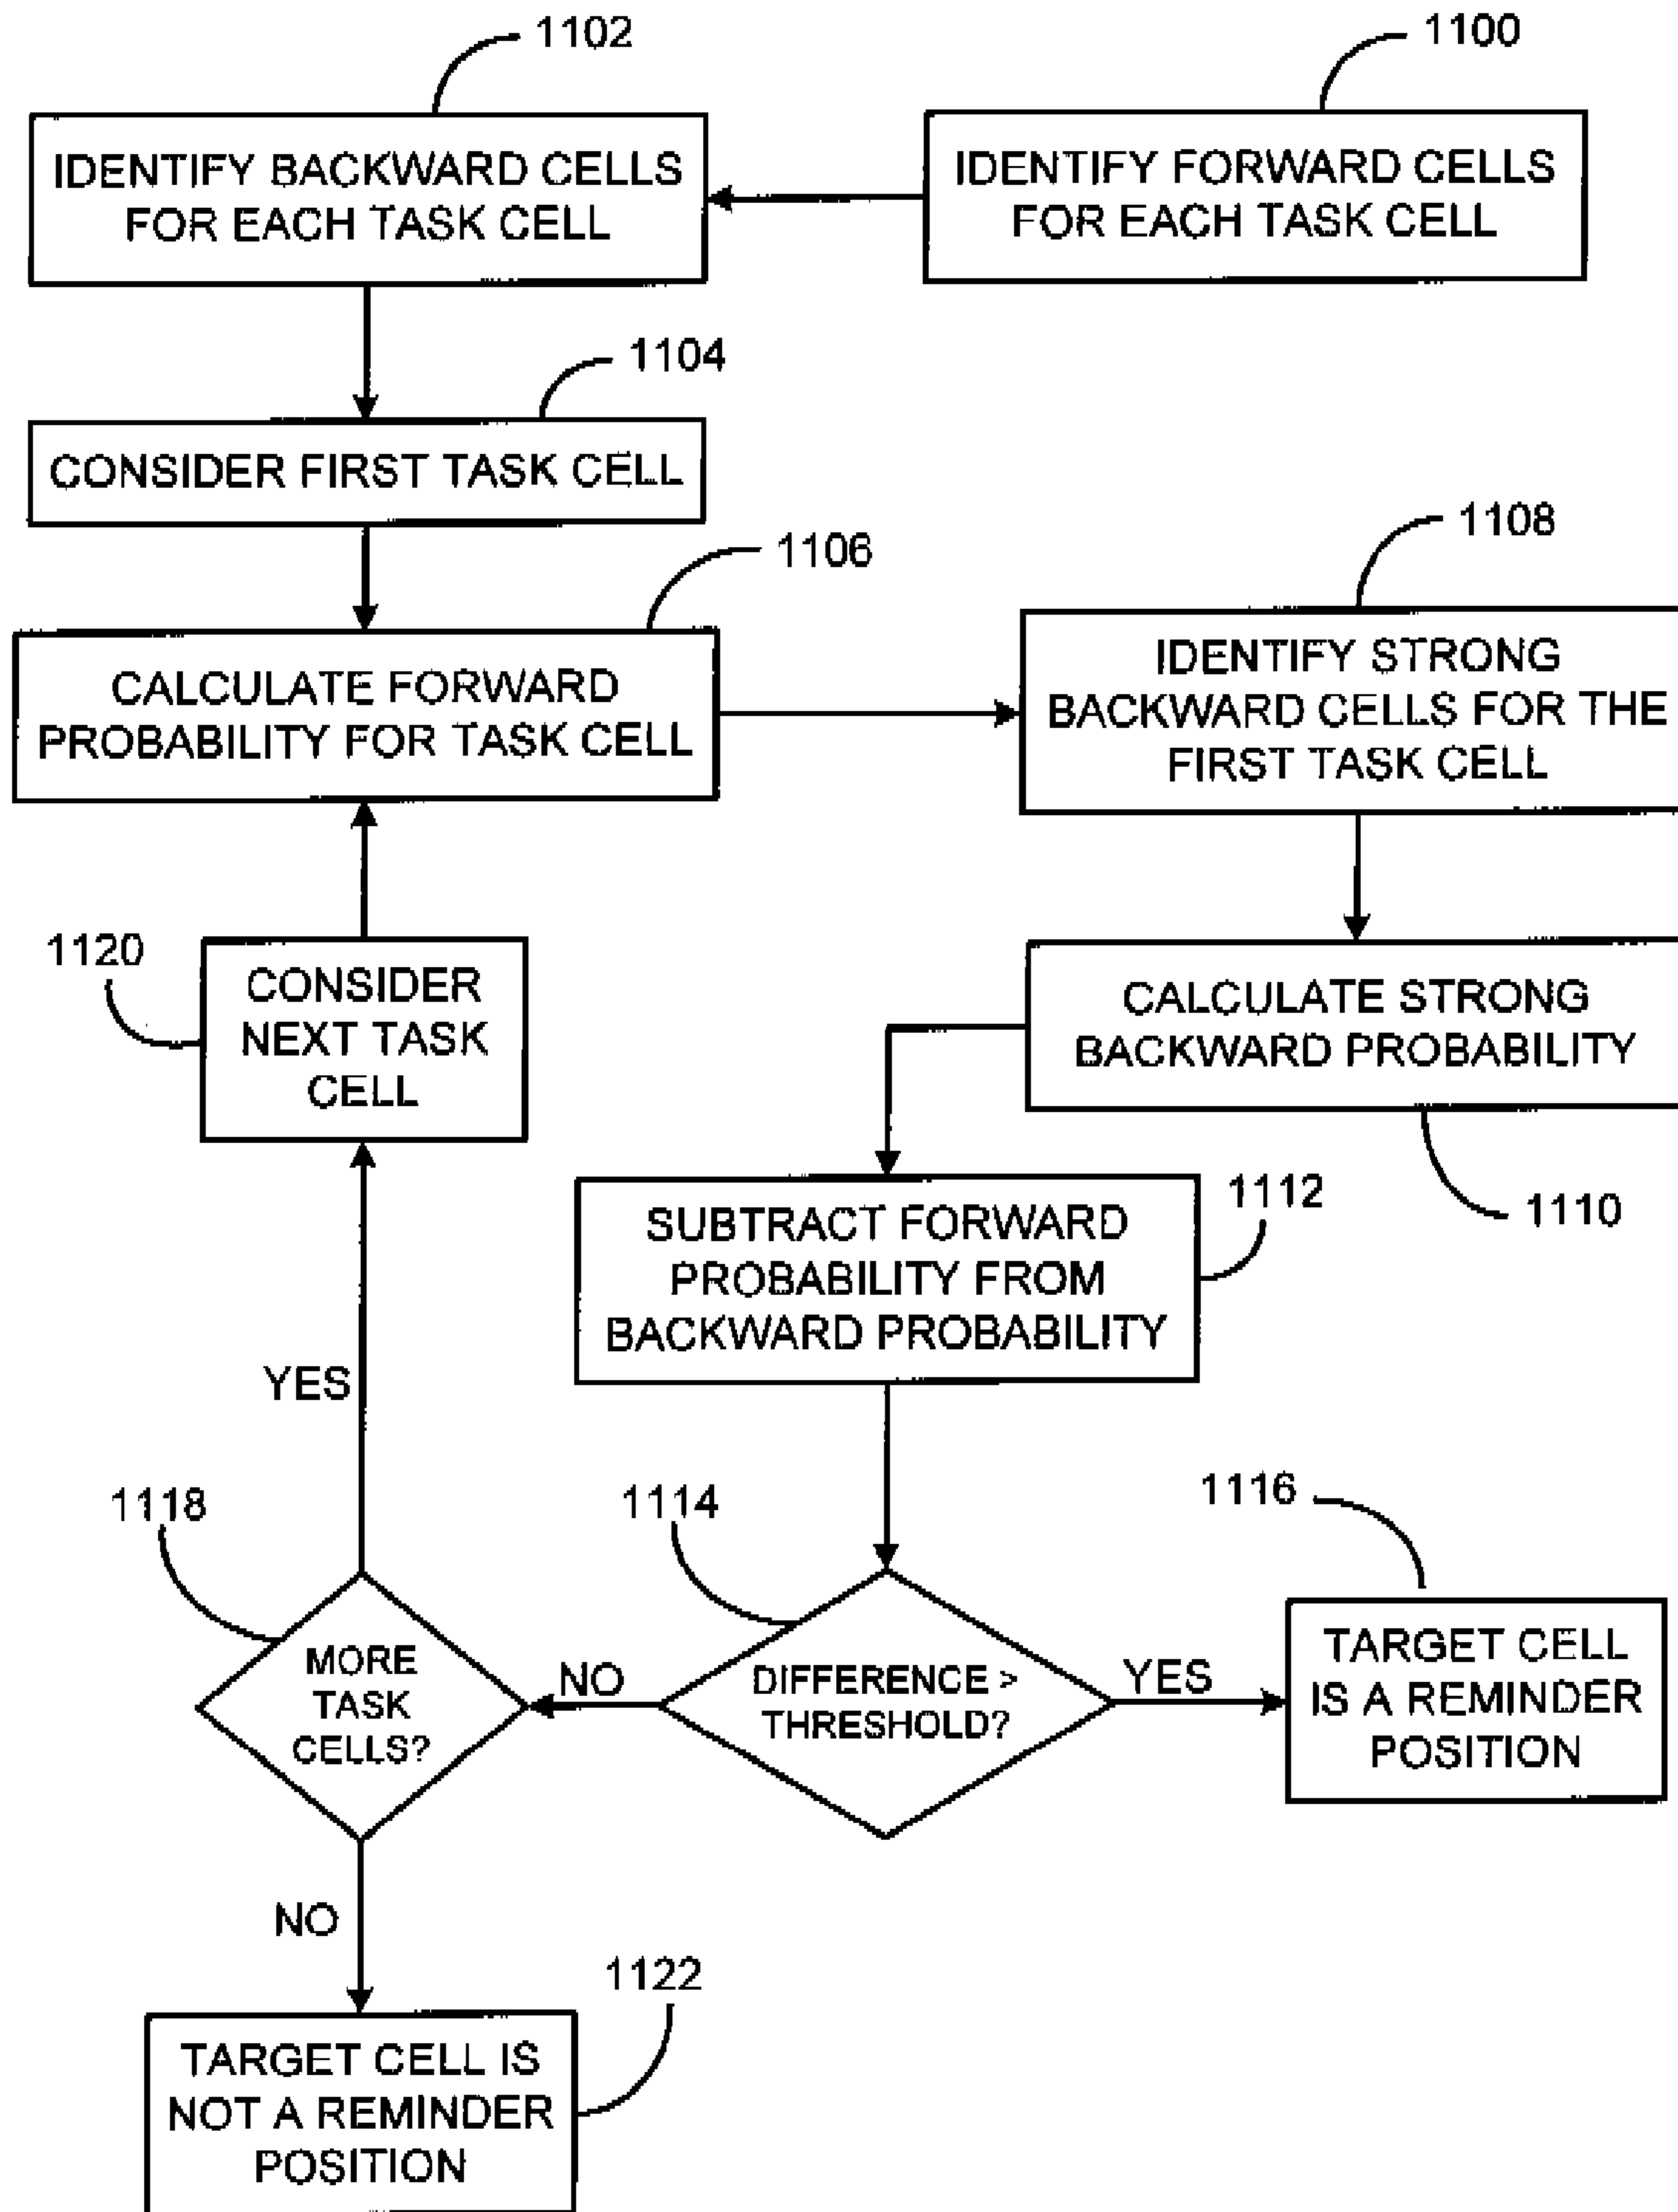 1102
1100
IDENTIFY BACKWARD CELLS
FOR EACH TASK CELL
IDENTIFY FORWARD CELLS
FOR EACH TASK CELL
1104
CONSIDER FIRST TASK CELL
1106
1108
CALCULATE FORWARD
PROBABILITY FOR TASK CELL
IDENTIFY STRONG
BACKWARD CELLS FOR THE
FIRST TASK CELL
1120
CONSIDER
NEXT TASK
CELL
CALCULATE STRONG
BACKWARD PROBABILITY
1110
1112
SUBTRACT FORWARD
PROBABILITY FROM
BACKWARD PROBABILITY
YES
1118
1114
1116
MORE
TASK
CELLS?
NO
DIFFERENCE >
THRESHOLD?
YES
TARGET CELL
IS A REMINDER
POSITION
NO
1122
TARGET CELL IS
NOT A REMINDER
POSITION